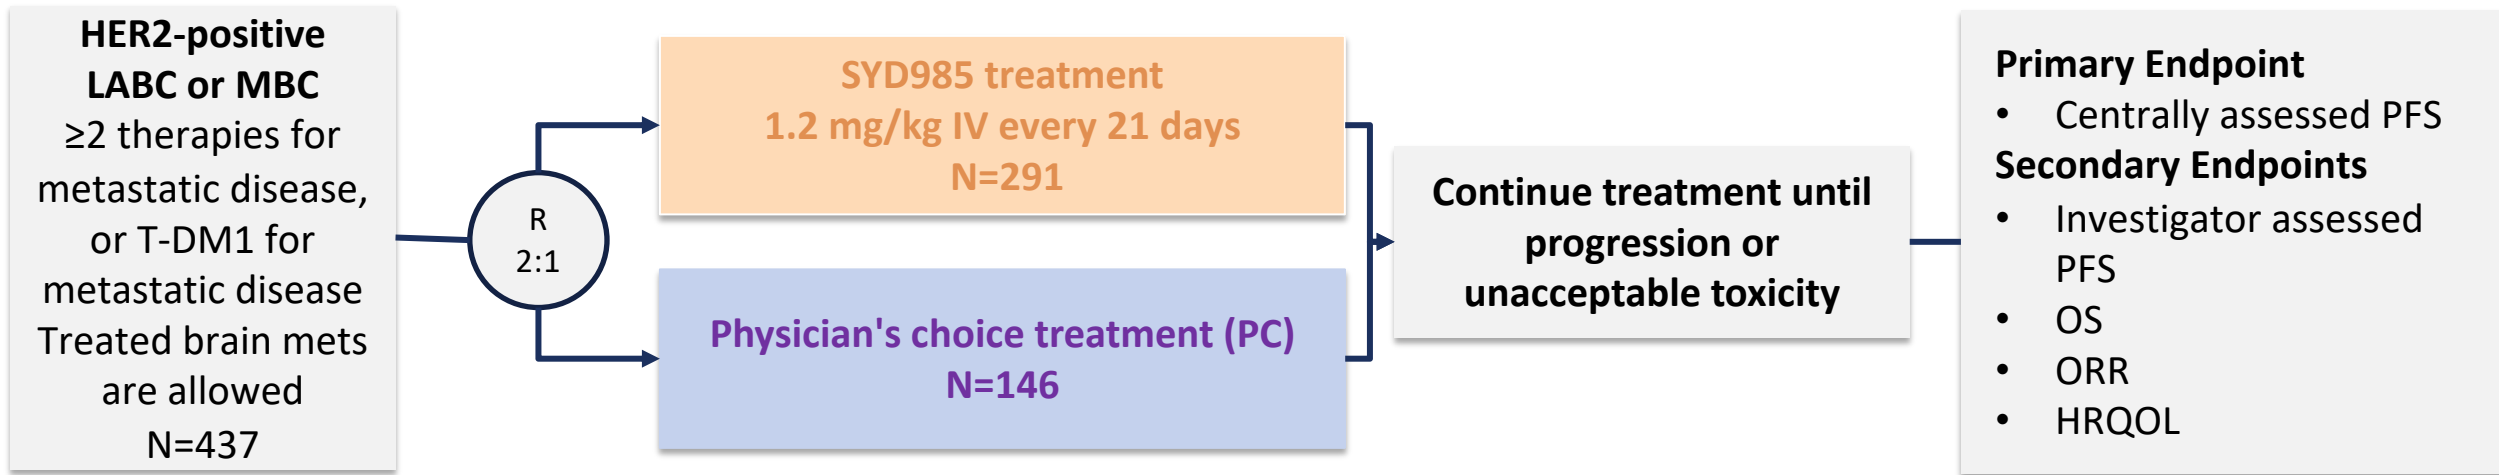 HER2-positive
LABC or MBC
≥2 therapies for
metastatic disease,
or T-DM1 for
metastatic disease
Treated brain mets
are allowed
N=437
R
2:1
SYD985 treatment
1.2 mg/kg IV every 21 days
N=291
Physician's choice treatment (PC)
N=146
Continue treatment until
progression or
unacceptable toxicity
Primary Endpoint
• Centrally assessed PFS
Secondary Endpoints
• Investigator assessed
PFS
• OS
• ORR
• HRQOL